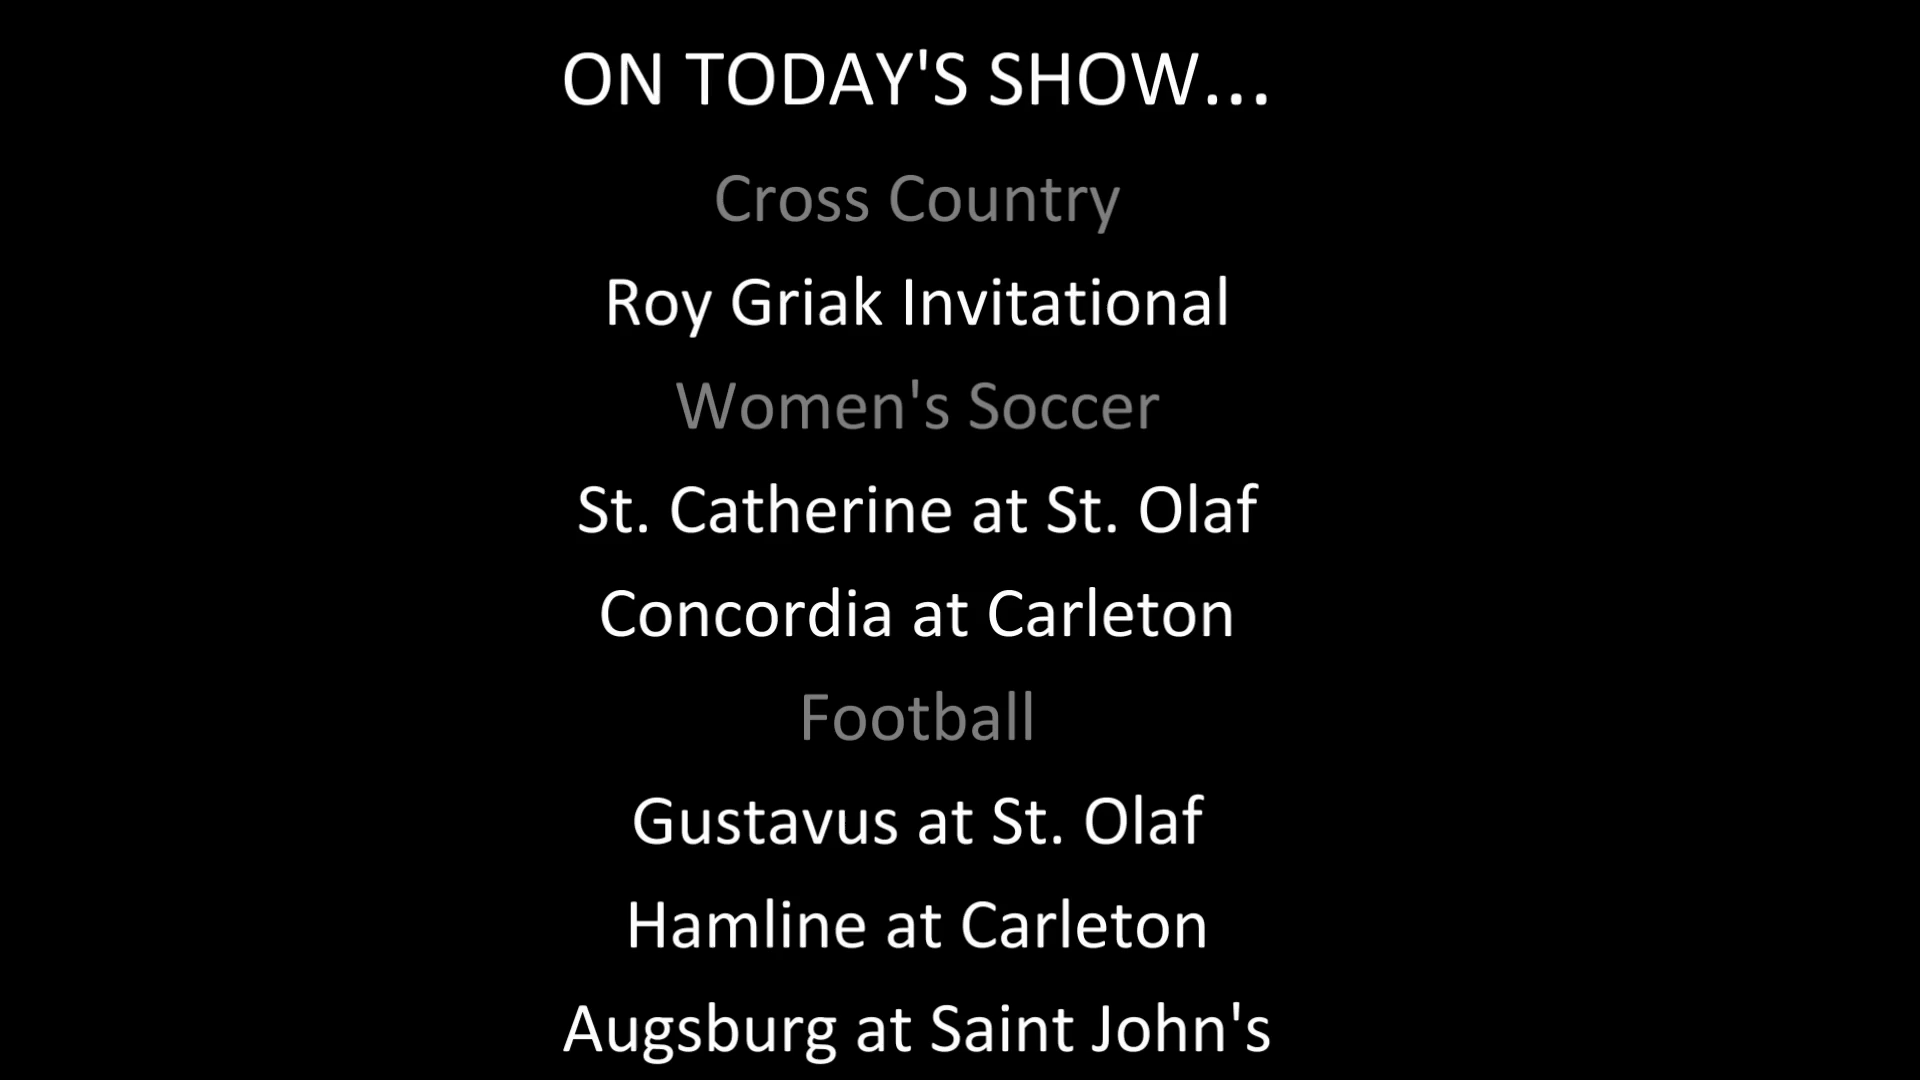 ON TODAY'S SHOW...
Cross Country
Roy Griak Invitational
Women's Soccer
St. Catherine at St. Olaf
Concordia at Carleton
Football
Gustavus at St. Olaf
Hamline at Carleton
Augsburg at Saint John's